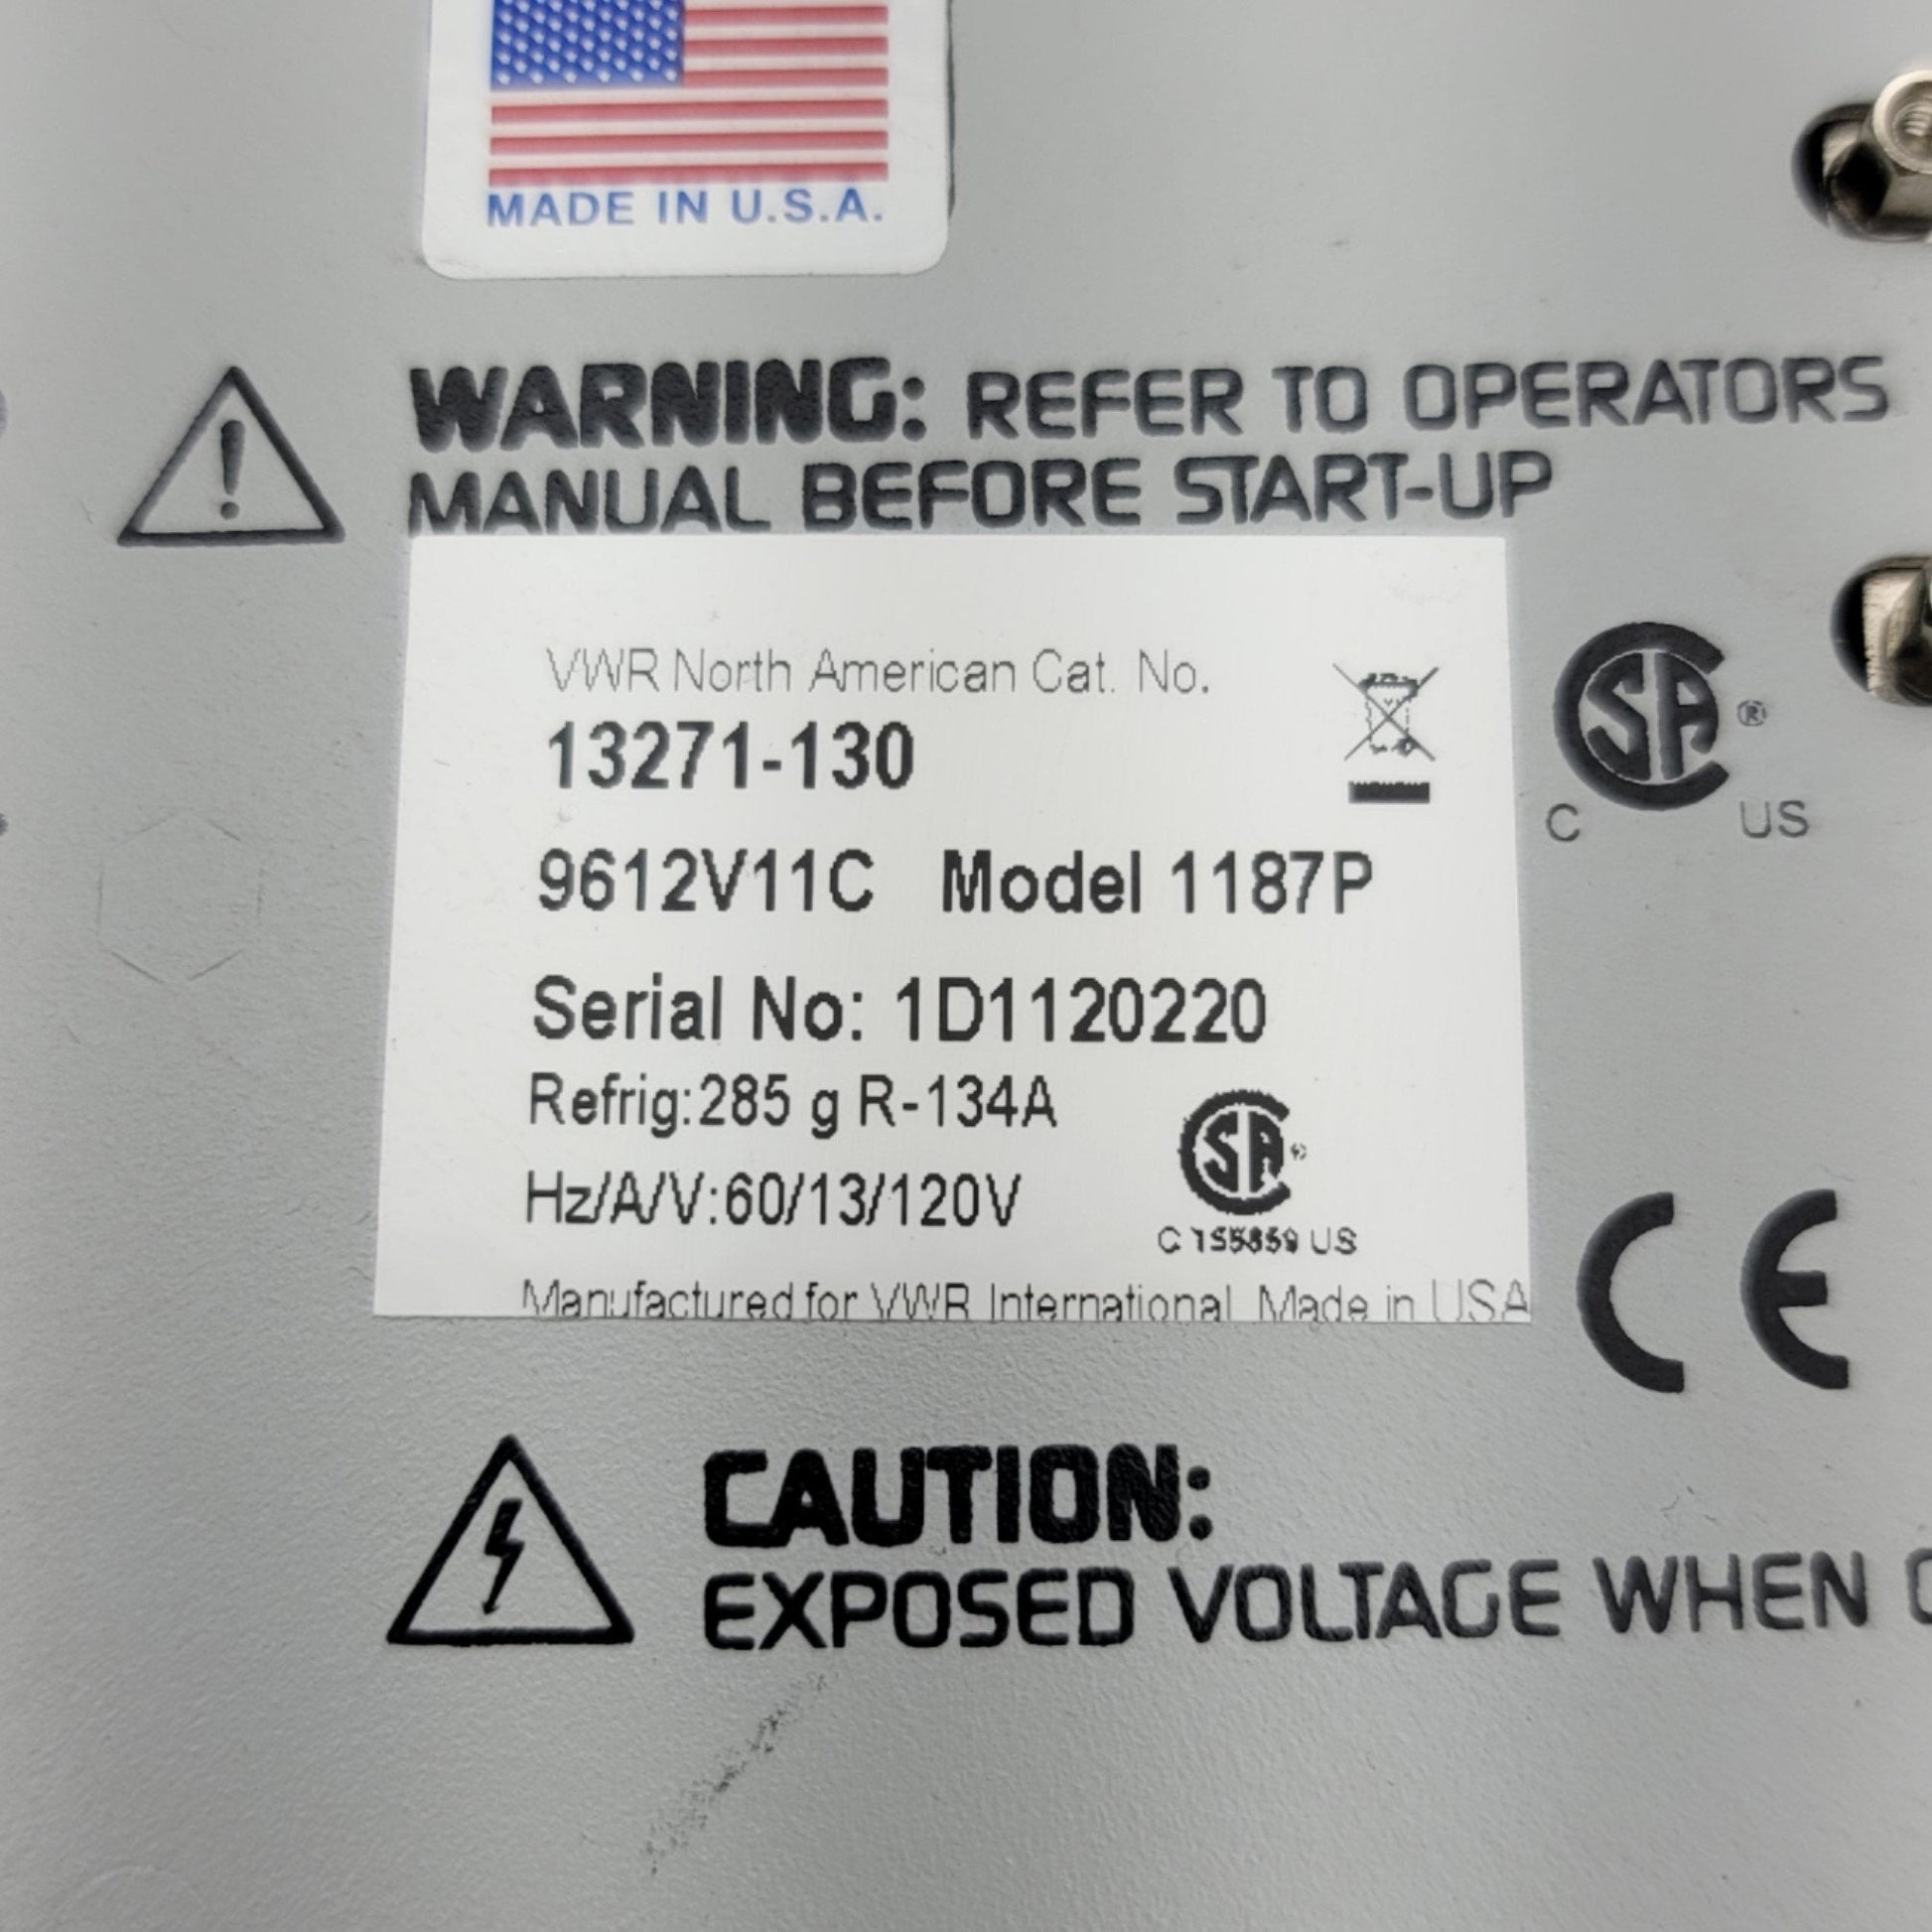 MADE IN U.S.A.
WARNING: REFER TO OPERATORS
MANUAL BEFORE START-UP
VWR North American Cat. No.
13271-130
9612V11C Model 1187P
Serial No: 1D1120220
Refrig:285 g R-134A
Hz/A/V:60/13/120V
SA
C US
Manufactured for VWR International Made in USA
SA ®
C US
CE
CAUTION:
EXPOSED VOLTAGE WHEN